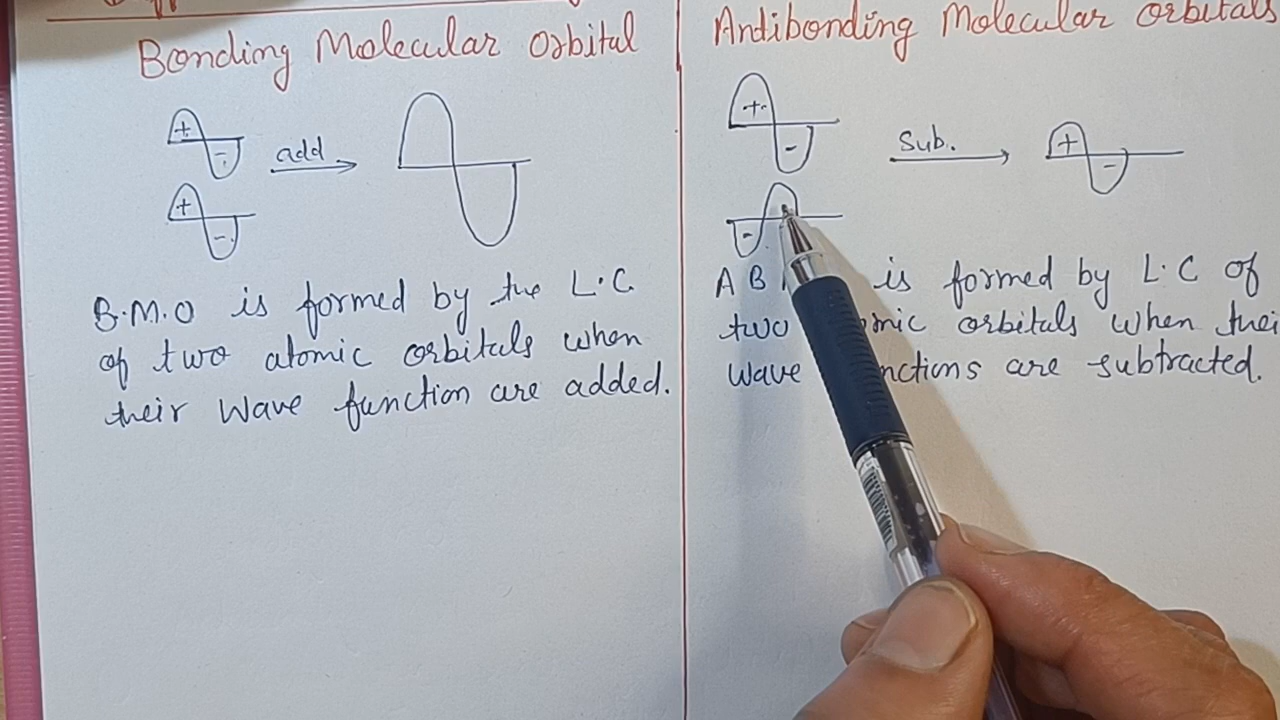 Bonding Molecular Orbital
+
-
add
+
-
B.M.O is formed by the L.C.
of two atomic orbitals when
their wave function are added.
Antibonding Molecular Orbitals
+
-
Sub.
+
-
-
A B is formed by L.C of
two orbitals when their
wave are subtracted.